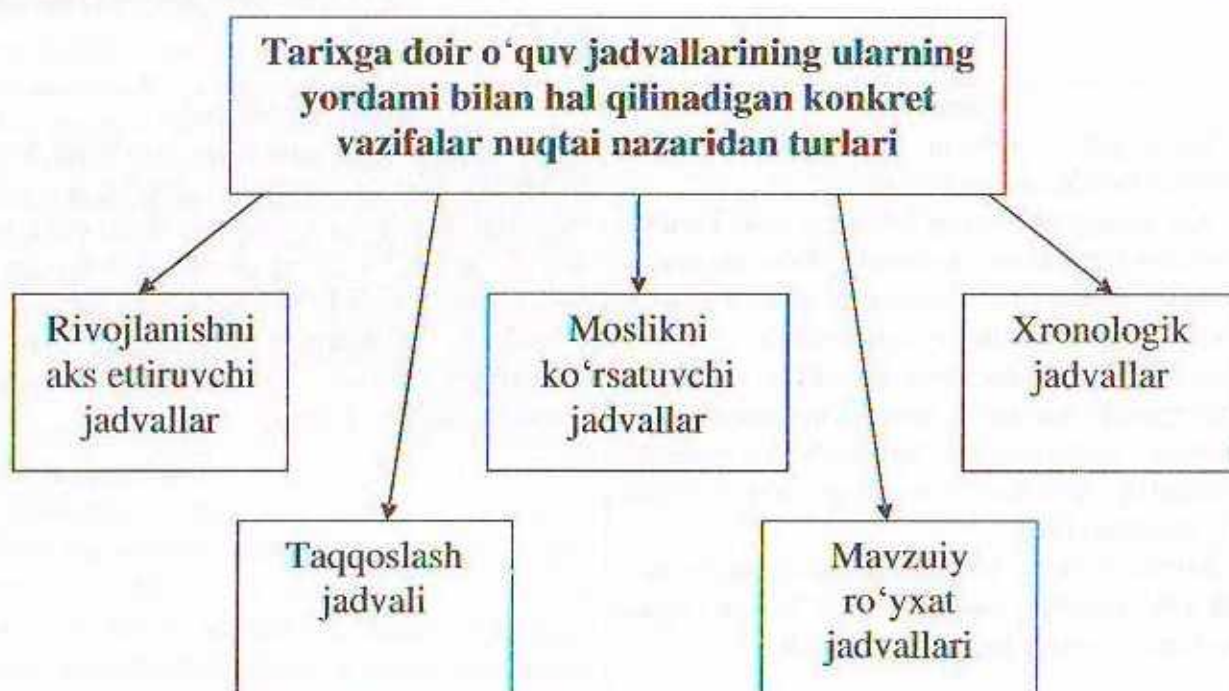 Tarixga doir o‘quv jadvallarining ularning
yordami bilan hal qilinadigan konkret
vazifalar nuqtai nazaridan turlari
Rivojlanishni
aks ettiruvchi
jadvallar
Moslikni
ko‘rsatuvchi
jadvallar
Xronologik
jadvallar
Taqqoslash
jadvali
Mavzuiy
ro‘yxat
jadvallari